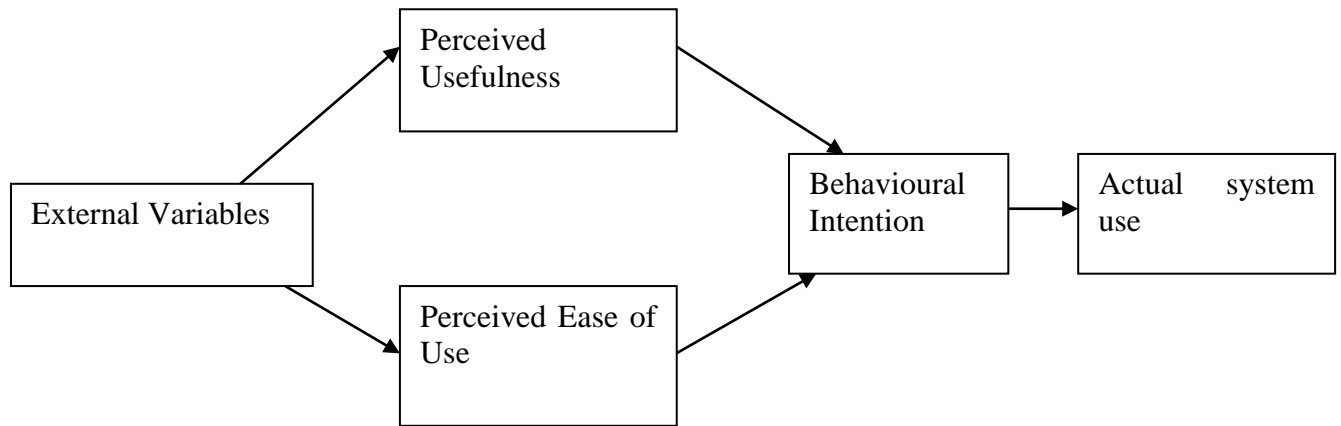 Perceived
Usefulness
External Variables
Perceived Ease of
Use
Behavioural
Intention
Actual system
use